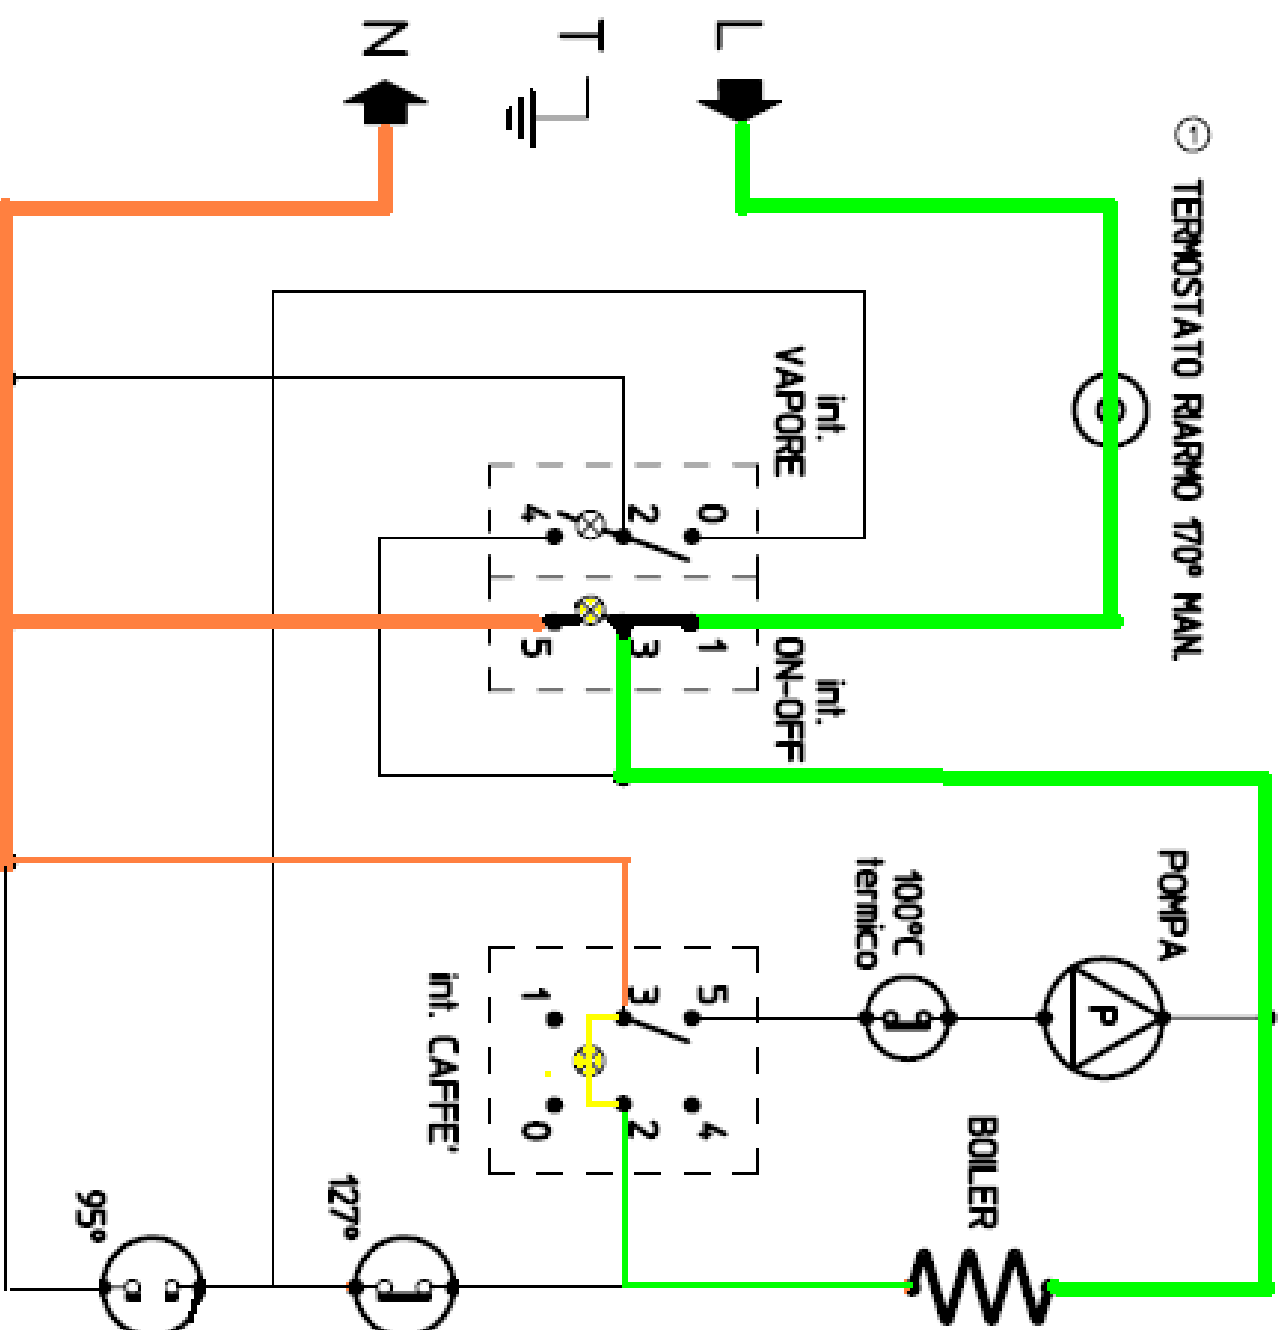 N
T
L
① TERMOSTATO RIARMO 170° MAN.
int.
VAPORE
4
2
0
5
3
1
int.
ON-OFF
POMPA
100°C
termico
P
1
3
5
int. CAFFE'
0
2
4
BOILER
95°
127°